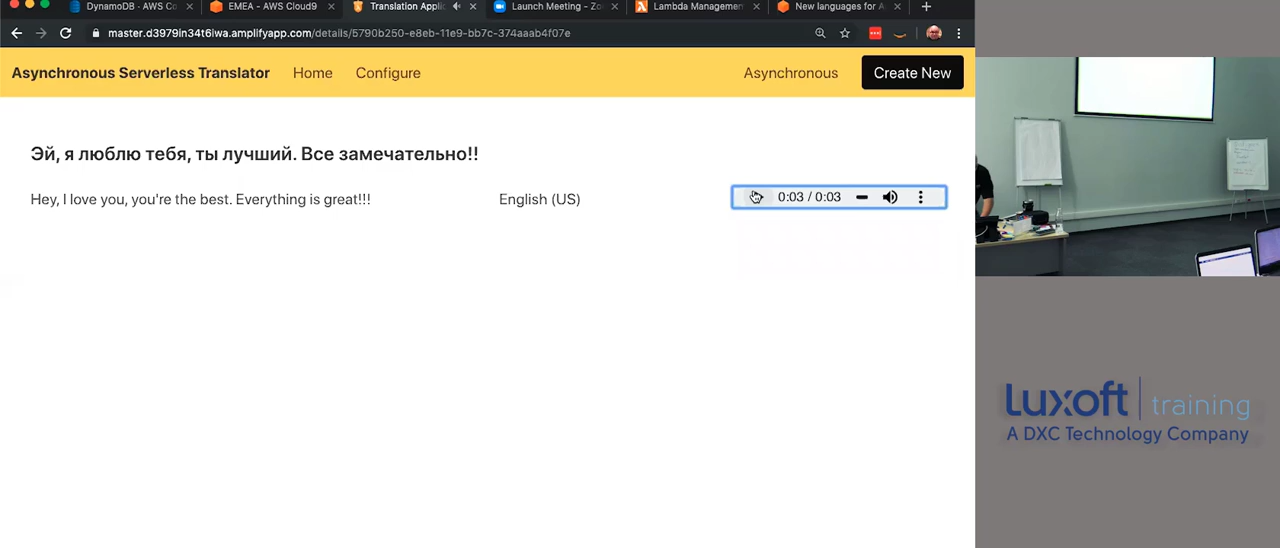 DynamoDB - AWS Co
EMEA - AWS Cloud9
Translation Applic
Launch Meeting - Zo
Lambda Management
New languages for A
master.d3979in34t6iwa.amplifyapp.com/details/5790b250-e8eb-11e9-bb7c-374aaab4f07e
Asynchronous Serverless Translator Home Configure Asynchronous Create New
Эй, я люблю тебя, ты лучший. Все замечательно!!
Hey, I love you, you're the best. Everything is great!!! English (US) 0:03 / 0:03
luxoft training
A DXC Technology Company